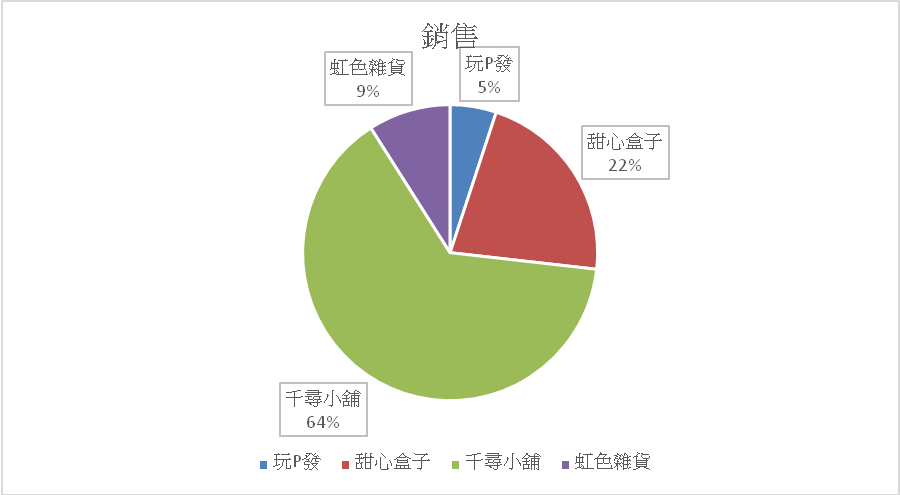 銷售
虹色雜貨
9%
玩P發
5%
甜心盒子
22%
千尋小舖
64%
玩P發 甜心盒子 千尋小舖 虹色雜貨